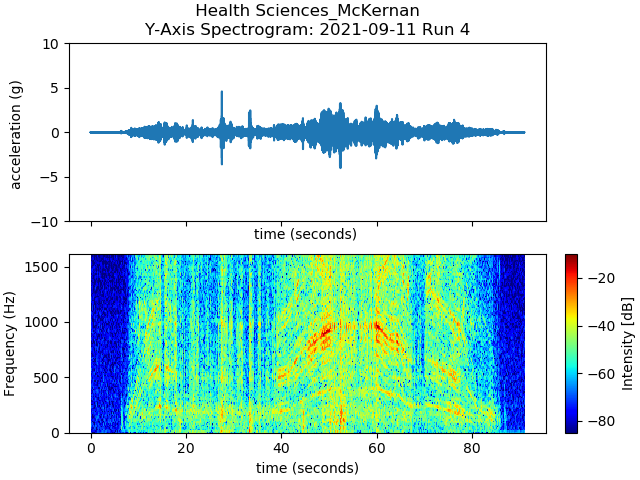 Health Sciences_McKernan
Y-Axis Spectrogram: 2021-09-11 Run 4
10
5
0
−5
−10
acceleration (g)
time (seconds)
1500
1000
500
0
Frequency (Hz)
0 20 40 60 80
time (seconds)
−20
−40
−60
−80
Intensity [dB]